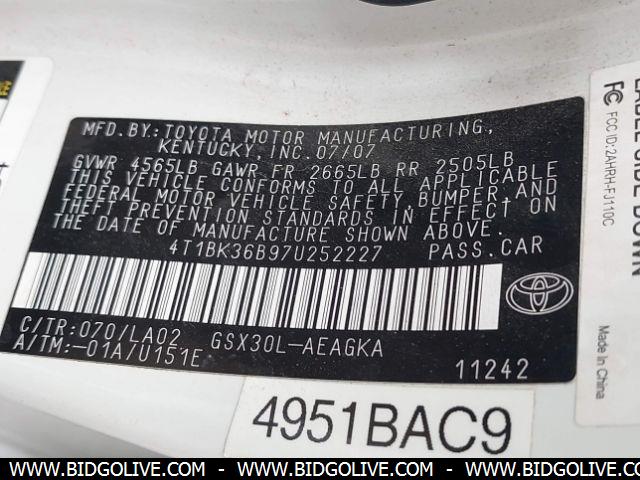 MFD.BY:TOYOTA MOTOR MANUFACTURING,
KENTUCKY,INC.07/07
GVWR 4565LB GAWR FR 2665LB RR 2505LB
THIS VEHICLE CONFORMS TO ALL APPLICABLE
FEDERAL MOTOR VEHICLE SAFETY,BUMPER,AND
THEFT PREVENTION STANDARDS IN EFFECT ON
THE DATE OF MANUFACTURE SHOWN ABOVE.
4T1BK36B97U252227 PASS.CAR
TOYOTA
C/TR:070/LA02 GSX30L-AEAGKA
A/TM:-01A/U151E
11242
4951BAC9
FCC ID:2AHRH-FJ110C
Made In China
SIDE DOWN
WWW.BIDGOLIVE.COM - WWW.BIDGOLIVE.COM - WWW.BIDGOLIVE.COM